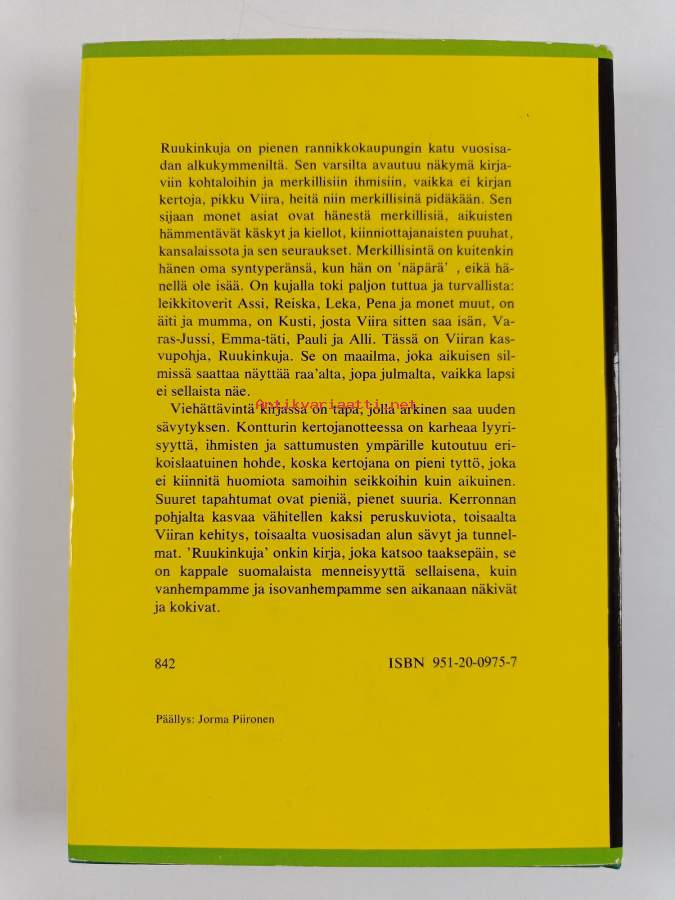 Ruukinkuja on pienen rannikkokaupungin katu vuosisa-
dan alkukymmeniltä. Sen varsilta avautuu näkymä kirja-
viin kohtaloihin ja merkillisiin ihmisiin, vaikka ei kirjan
kertoja, pikku Viira, heitä niin merkillisinä pidäkään. Sen
sijaan monet asiat ovat hänestä merkillisiä, aikuisten
hämmentävät käskyt ja kiellot, kiinniottajanaisten puuhat,
kansalaissota ja sen seuraukset. Merkillisintä on kuitenkin
hänen oma syntyperänsä, kun hän on 'näpärä' , eikä hä-
nellä ole isää. On kujalla toki paljon tuttua ja turvallista:
leikkitoverit Assi, Reiska, Leka, Pena ja monet muut, on
äiti ja mumma, on Kusti, josta Viira sitten saa isän, Va-
ras-Jussi, Emma-täti, Pauli ja Alli. Tässä on Viiran kas-
vupohja, Ruukinkuja. Se on maailma, joka aikuisen sil-
missä saattaa näyttää raa'alta, jopa julmalta, vaikka lapsi
ei sellaista näe.
Antikvariaatti.net
Viehättävintä kirjassa on tapa, jolla arkinen saa uuden
sävytyksen. Kontturin kertojanotteessa on karheaa lyyri-
syyttä, ihmisten ja sattumusten ympärille kutoutuu eri-
koislaatuinen hohde, koska kertojana on pieni tyttö, joka
ei kiinnitä huomiota samoihin seikkoihin kuin aikuinen.
Suuret tapahtumat ovat pieniä, pienet suuria. Kerronnan
pohjalta kasvaa vähitellen kaksi peruskuviota, toisaalta
Viiran kehitys, toisaalta vuosisadan alun sävyt ja tunnel-
mat. 'Ruukinkuja' onkin kirja, joka katsoo taaksepäin, se
on kappale suomalaista menneisyyttä sellaisena, kuin
vanhempamme ja isovanhempamme sen aikanaan näkivät
ja kokivat.
842 ISBN 951-20-0975-7
Päällys: Jorma Piironen